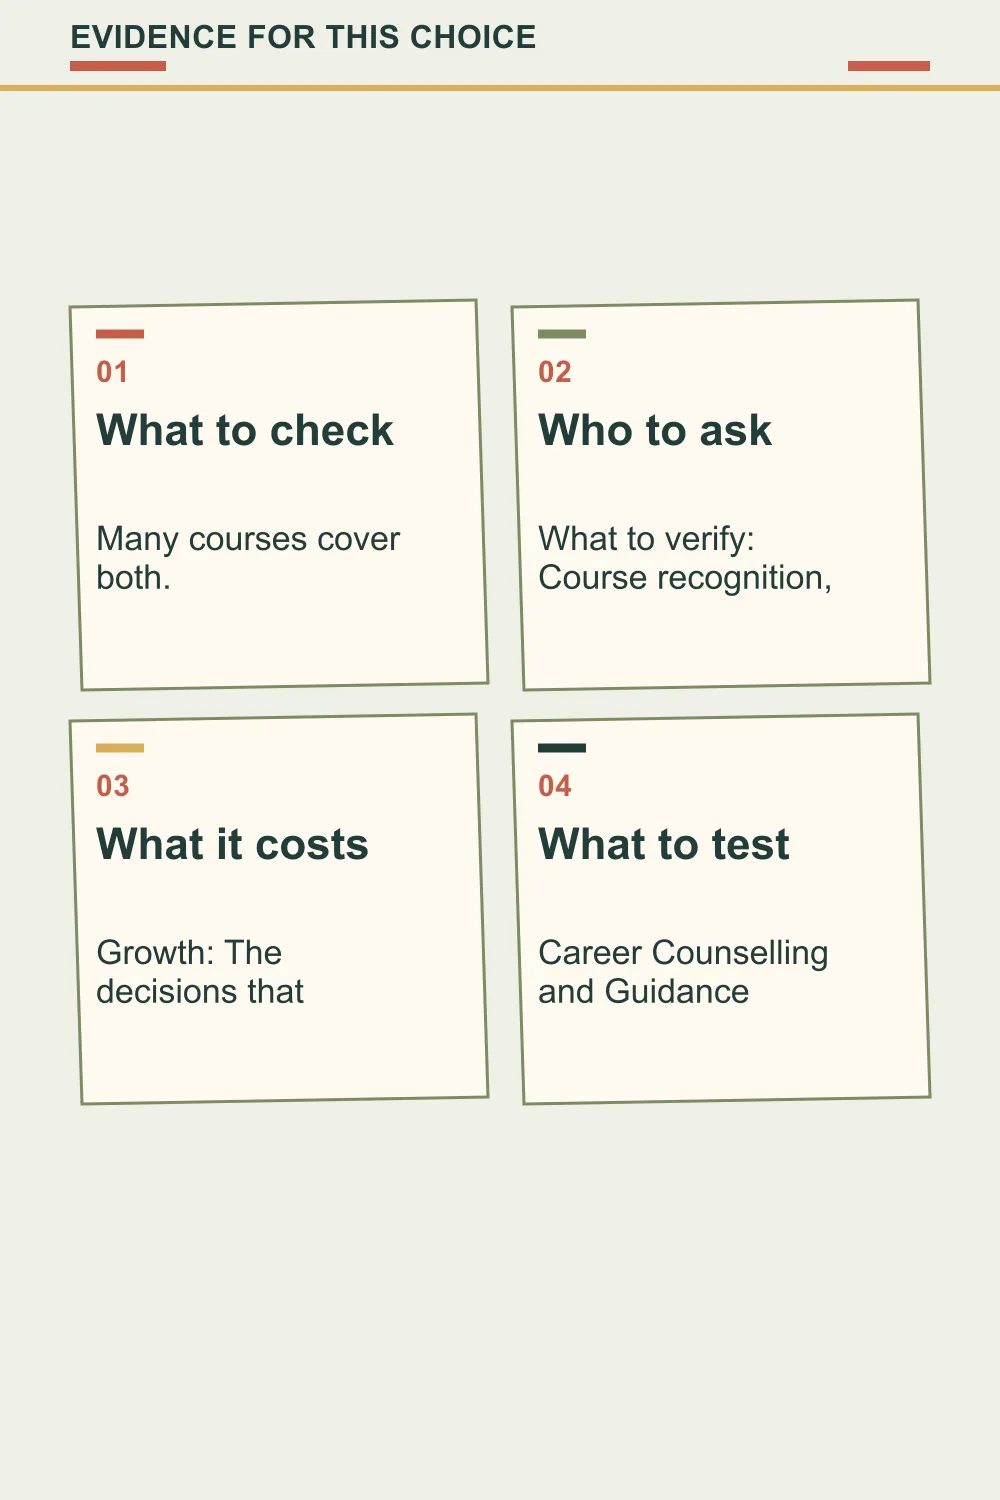 EVIDENCE FOR THIS CHOICE
01
What to check
Many courses cover
both.
02
Who to ask
What to verify:
Course recognition,
03
What it costs
Growth: The
decisions that
04
What to test
Career Counselling
and Guidance